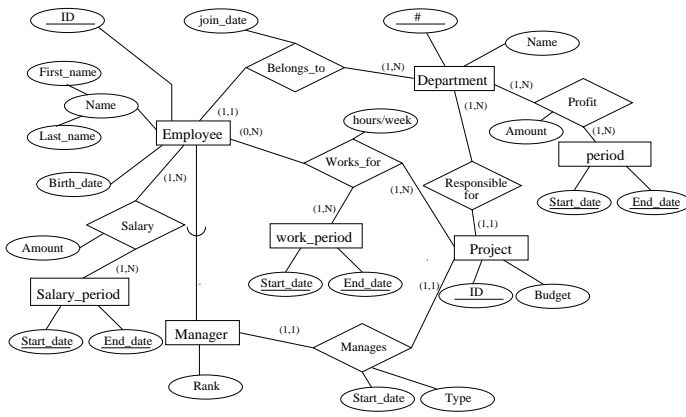 ID
join_date
#
Name
First_name
Name
Last_name
Birth_date
Belongs_to
(1,N)
Department
(1,N)
Profit
Amount
(1,N)
period
Start_date
End_date
(1,1)
Employee
(0,N)
hours/week
Works_for
(1,N)
(1,N)
Responsible
for
(1,1)
(1,N)
Salary
Amount
(1,N)
(1,N)
work_period
Start_date
End_date
Project
ID
Budget
Salary_period
Start_date
End_date
Manager
Rank
(1,1)
Manages
(1,1)
Start_date
Type